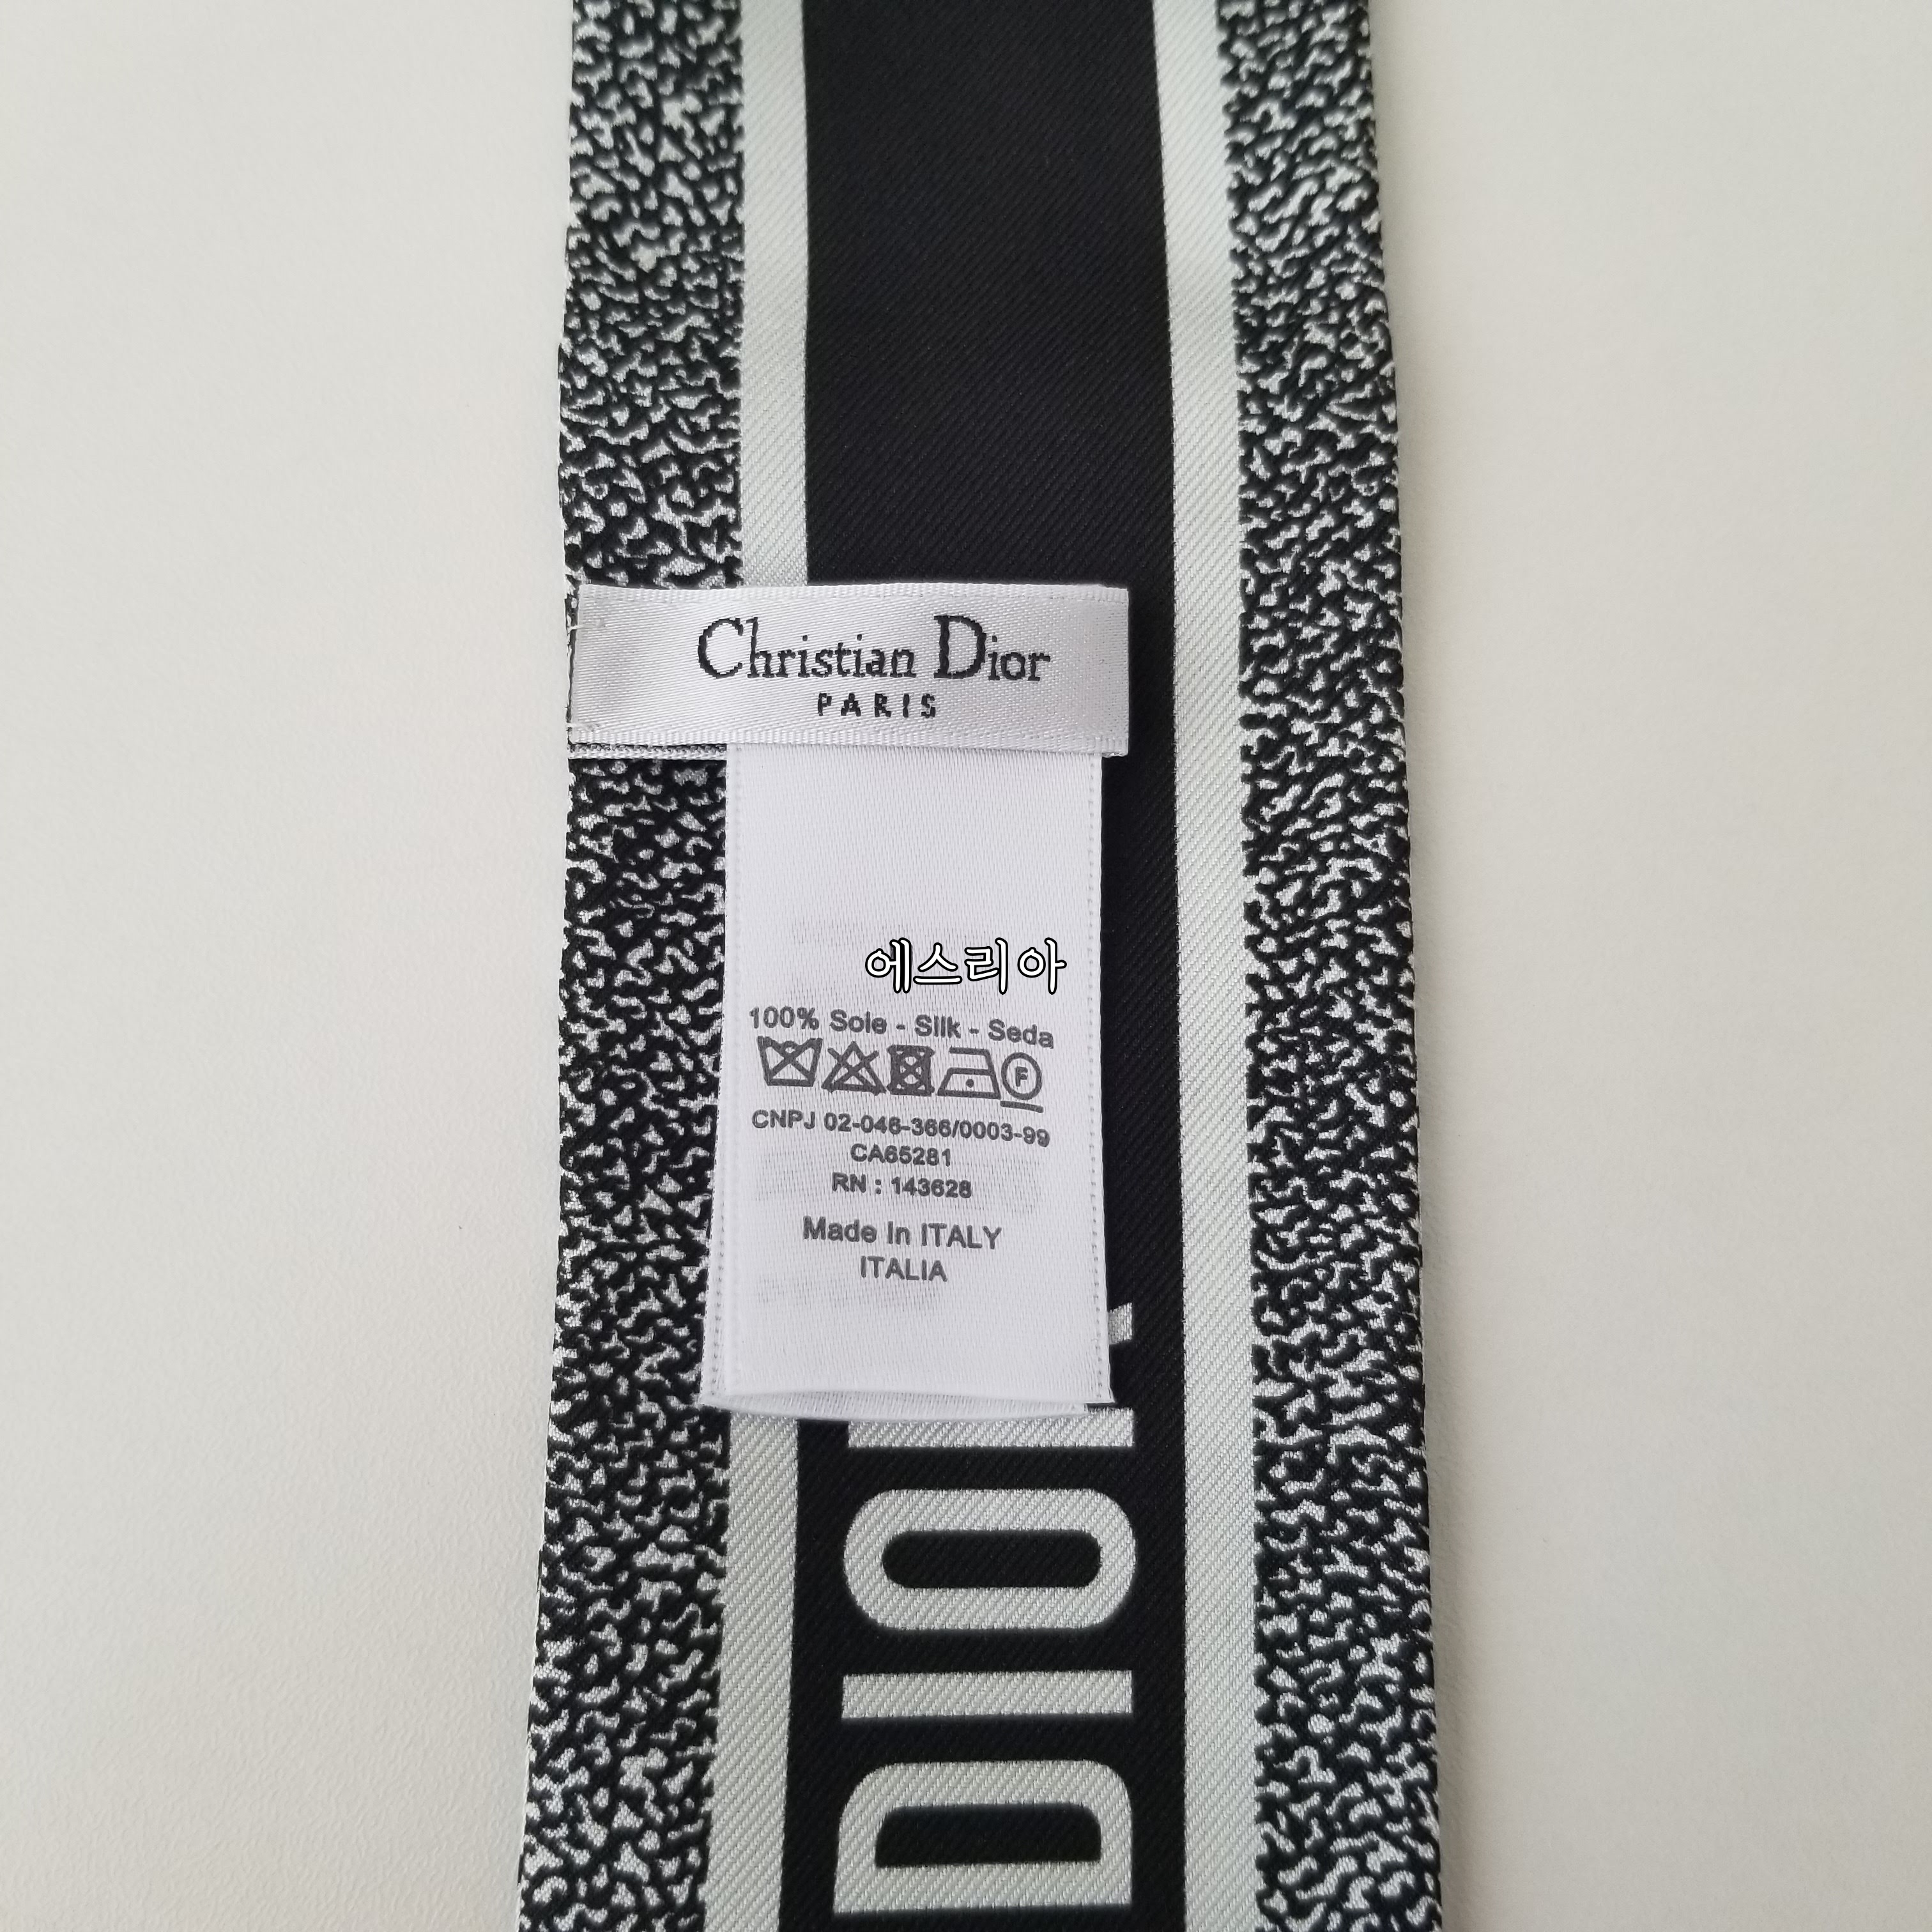 Christian Dior
PARIS
에스리아
100% Soie - Silk - Seda
F
CNPJ 02-046-366/0003-99
CA65281
RN : 143628
Made In ITALY
ITALIA
DIOR